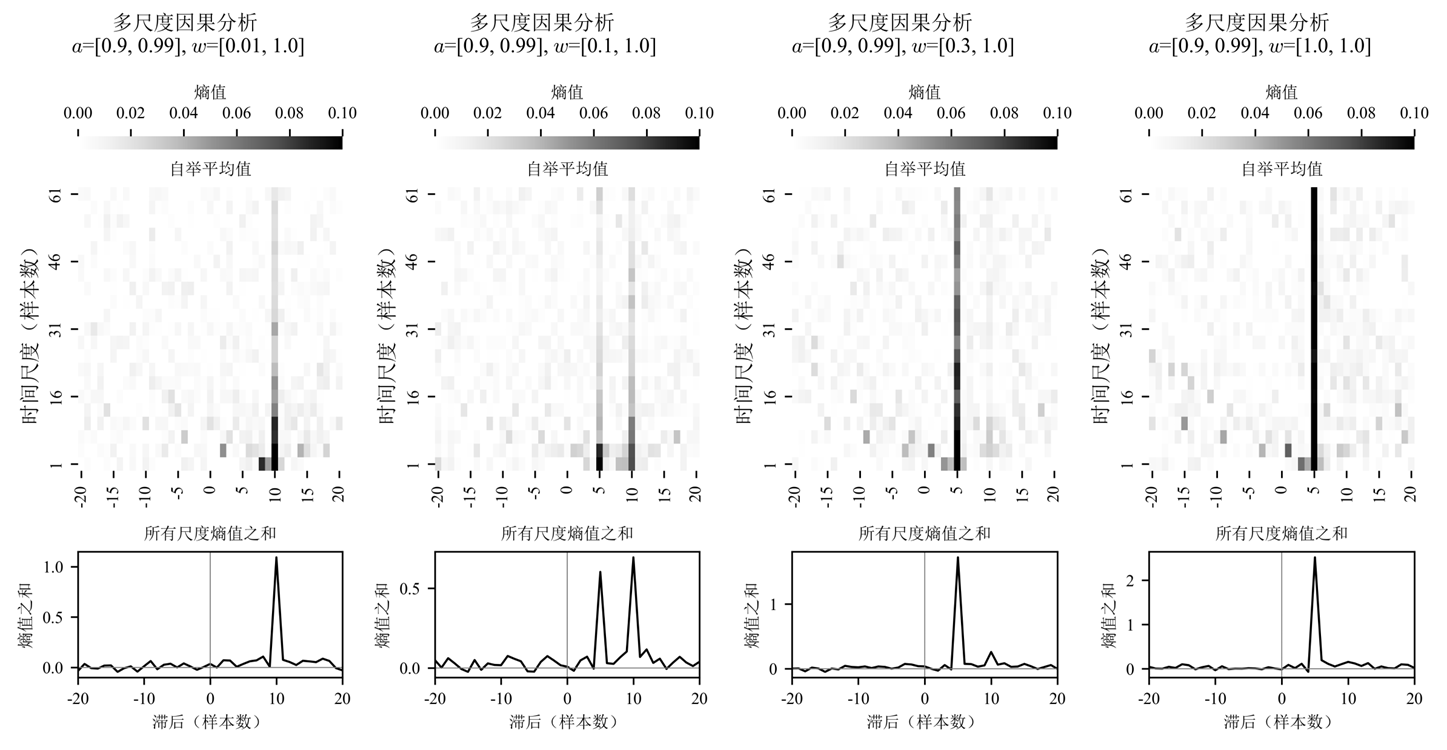 多尺度因果分析
a=[0.9, 0.99], w=[0.01, 1.0]
熵值
0.00 0.02 0.04 0.06 0.08 0.10
自举平均值
时间尺度（样本数）
61
46
31
16
1
-20 -15 -10 -5 0 5 10 15 20
所有尺度熵值之和
熵值之和
1.0
0.5
0.0
-20 -10 0 10 20
滞后（样本数）
多尺度因果分析
a=[0.9, 0.99], w=[0.1, 1.0]
熵值
0.00 0.02 0.04 0.06 0.08 0.10
自举平均值
时间尺度（样本数）
61
46
31
16
1
-20 -15 -10 -5 0 5 10 15 20
所有尺度熵值之和
熵值之和
0.5
0.0
-20 -10 0 10 20
滞后（样本数）
多尺度因果分析
a=[0.9, 0.99], w=[0.3, 1.0]
熵值
0.00 0.02 0.04 0.06 0.08 0.10
自举平均值
时间尺度（样本数）
61
46
31
16
1
-20 -15 -10 -5 0 5 10 15 20
所有尺度熵值之和
熵值之和
1
0
-20 -10 0 10 20
滞后（样本数）
多尺度因果分析
a=[0.9, 0.99], w=[1.0, 1.0]
熵值
0.00 0.02 0.04 0.06 0.08 0.10
自举平均值
时间尺度（样本数）
61
46
31
16
1
-20 -15 -10 -5 0 5 10 15 20
所有尺度熵值之和
熵值之和
2
1
0
-20 -10 0 10 20
滞后（样本数）